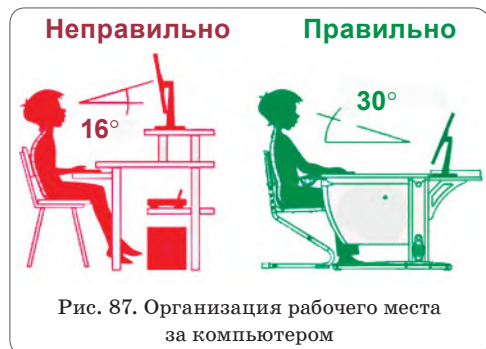 Неправильно Правильно
16°
30°
Рис. 87. Организация рабочего места
за компьютером